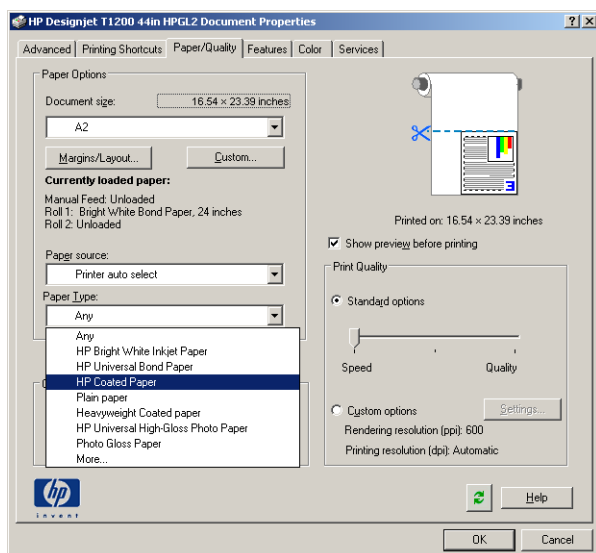 HP Designjet T1200 44in HPGL2 Document Properties
Advanced
Printing Shortcuts
Paper/Quality
Features
Color
Services
Paper Options
Document size:
16.54 × 23.39 inches
A2
Margins/Layout...
Custom...
Currently loaded paper:
Manual Feed: Unloaded
Roll 1: Bright White Bond Paper, 24 inches
Roll 2: Unloaded
Paper source:
Printer auto select
Paper Type:
Any
Any
HP Bright White Inkjet Paper
HP Universal Bond Paper
HP Coated Paper
Plain paper
Heavyweight Coated paper
HP Universal High-Gloss Photo Paper
Photo Gloss Paper
More...
3
Printed on: 16.54 × 23.39 inches
Show preview before printing
Print Quality
Standard options
Speed
Quality
Custom options
Settings...
Rendering resolution (ppi): 600
Printing resolution (dpi): Automatic
hp
invent
Help
OK
Cancel